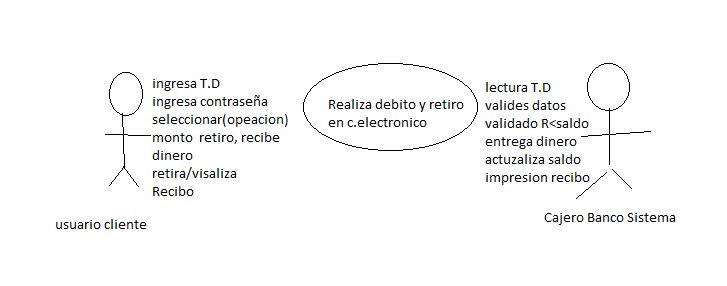 ingresa T.D
ingresa contraseña
seleccionar(opeacion)
monto retiro, recibe
dinero
retira/visaliza
Recibo
usuario cliente
Realiza debito y retiro
en c.electronico
lectura T.D
valides datos
validado R<saldo
entrega dinero
actuzaliza saldo
impresion recibo
Cajero Banco Sistema